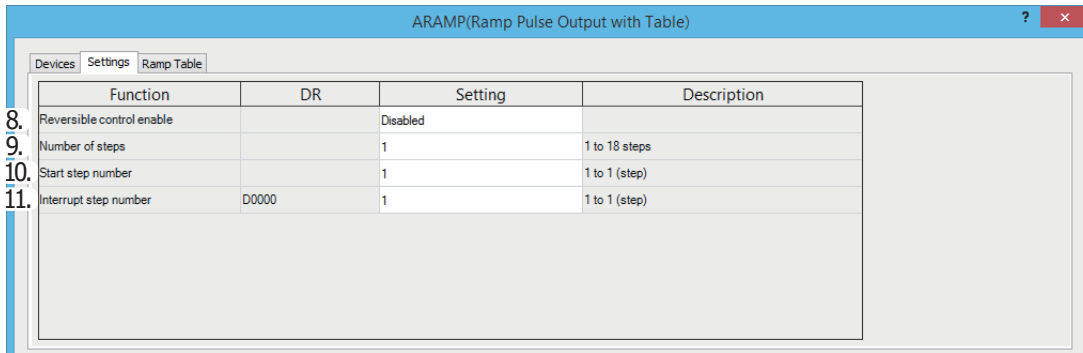 ARAMP(Ramp Pulse Output with Table)
? ×
Devices Settings Ramp Table
Function DR Setting Description
8. Reversible control enable Disabled
9. Number of steps 1 1 to 18 steps
10. Start step number 1 1 to 1 (step)
11. Interrupt step number D0000 1 1 to 1 (step)